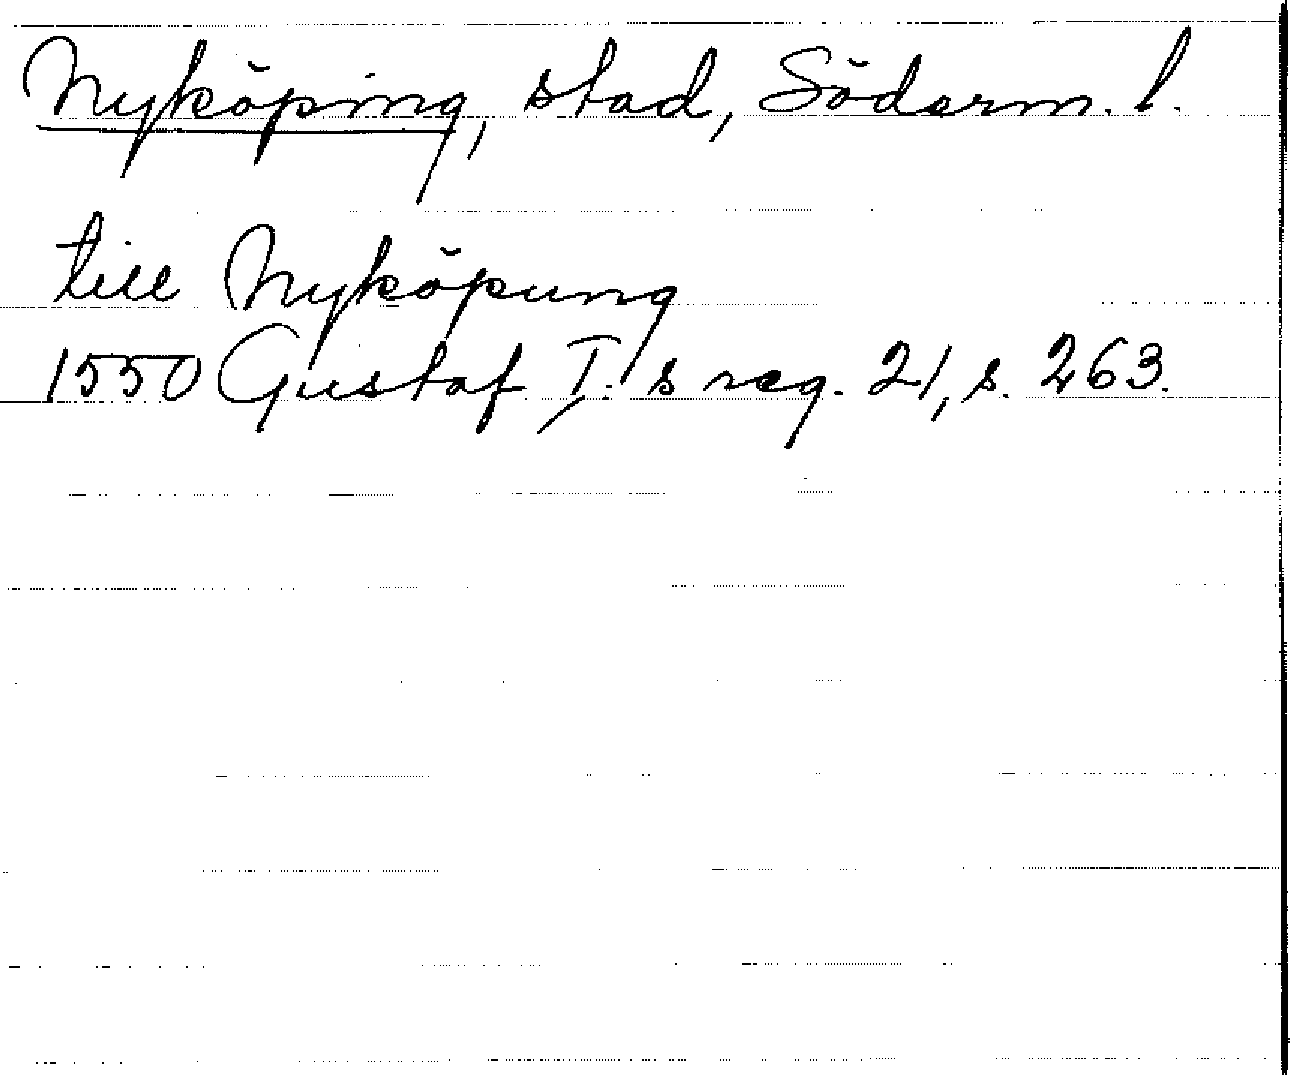 Nyköping, stad, Söderm. l.
till Nyköpung
1550 Gustaf I:s reg. 21, s. 263.